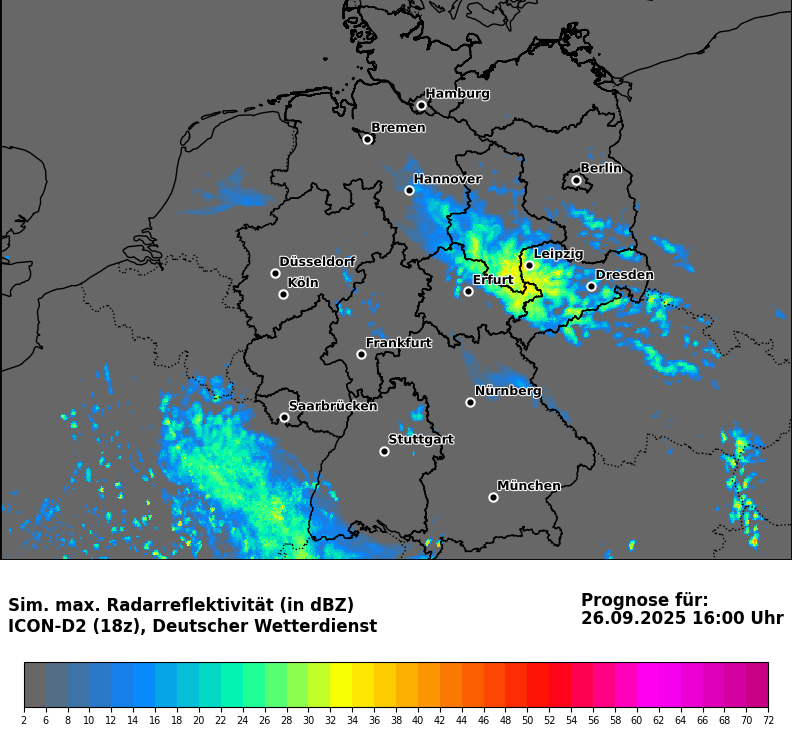 Hamburg
Bremen
Berlin
Hannover
Leipzig
Düsseldorf
Dresden
Erfurt
Köln
Frankfurt
Nürnberg
Saarbrücken
Stuttgart
München
Sim. max. Radarreflektivität (in dBZ)
ICON-D2 (18z), Deutscher Wetterdienst
Prognose für:
26.09.2025 16:00 Uhr
2 6 8 10 12 14 16 18 20 22 24 26 28 30 32 34 36 38 40 42 44 46 48 50 52 54 56 58 60 62 64 66 68 70 72